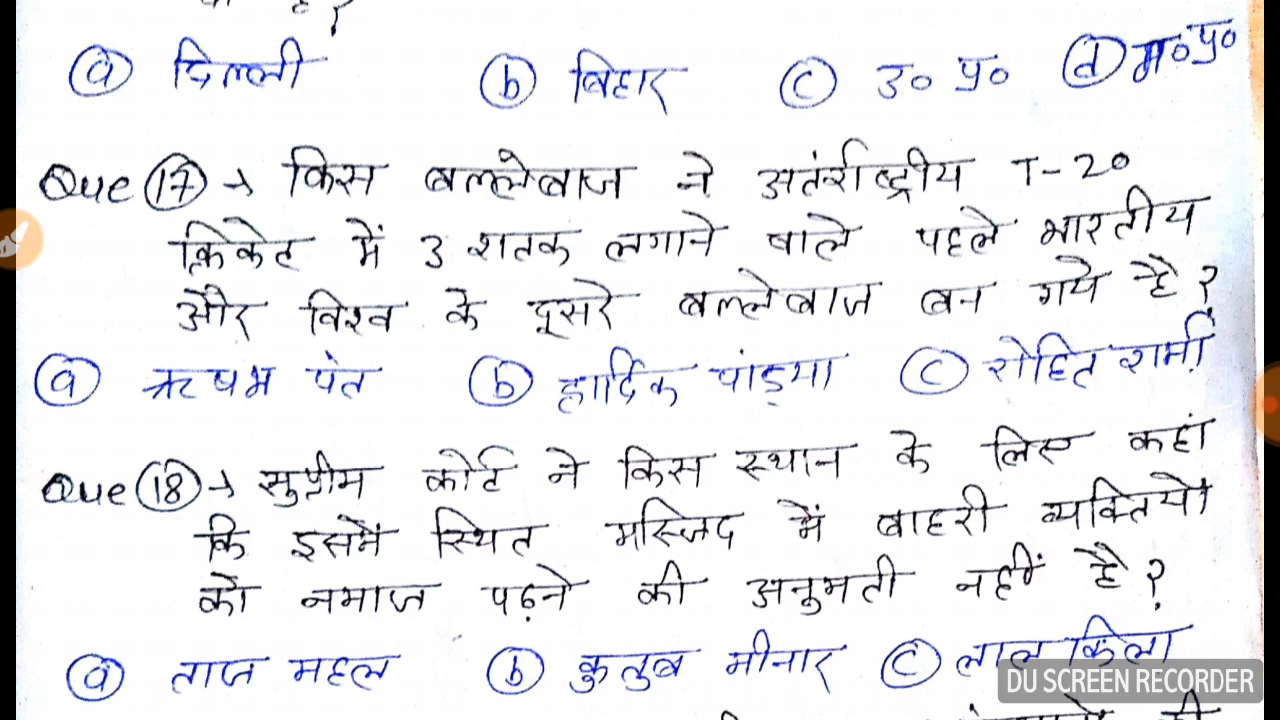 ⓐ दिल्ली ⓑ बिहार ⓒ उ० प्र० ⓓ म० प्र०
Que ⑰ → किस बल्लेबाज ने अतंर्राष्ट्रीय T-20
क्रिकेट में 3 शतक लगाने वाले पहले भारतीय
और विश्व के दूसरे बल्लेबाज बन गये है?
ⓐ ऋषभ पंत ⓑ हार्दिक पांड्या ⓒ रोहित शर्मा
Que ⑱ → सुप्रीम कोर्ट ने किस स्थान के लिए कहां
कि इसमें स्थित मस्जिद में बाहरी व्यक्तियों
को नमाज पढ़ने की अनुमती नहीं है?
ⓐ ताज महल ⓑ कुतुब मीनार ⓒ लाल किला
DU SCREEN RECORDER